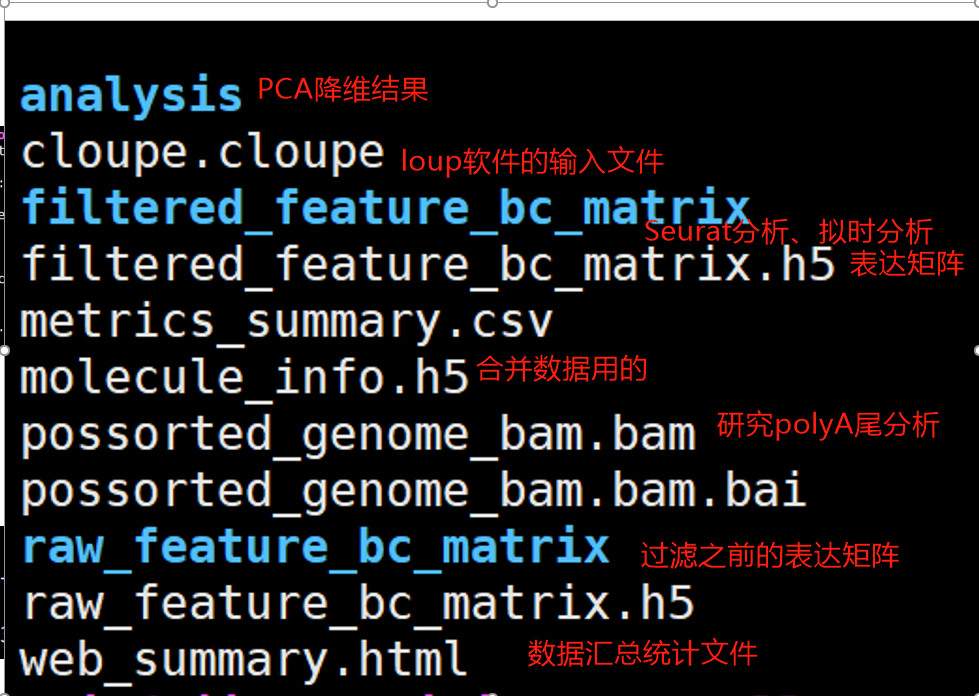 analysis PCA降维结果
cloupe.cloupe loup软件的输入文件
filtered_feature_bc_matrix
Seurat分析、拟时分析
filtered_feature_bc_matrix.h5 表达矩阵
metrics_summary.csv
molecule_info.h5 合并数据用的
possorted_genome_bam.bam 研究polyA尾分析
possorted_genome_bam.bam.bai
raw_feature_bc_matrix 过滤之前的表达矩阵
raw_feature_bc_matrix.h5
web_summary.html 数据汇总统计文件